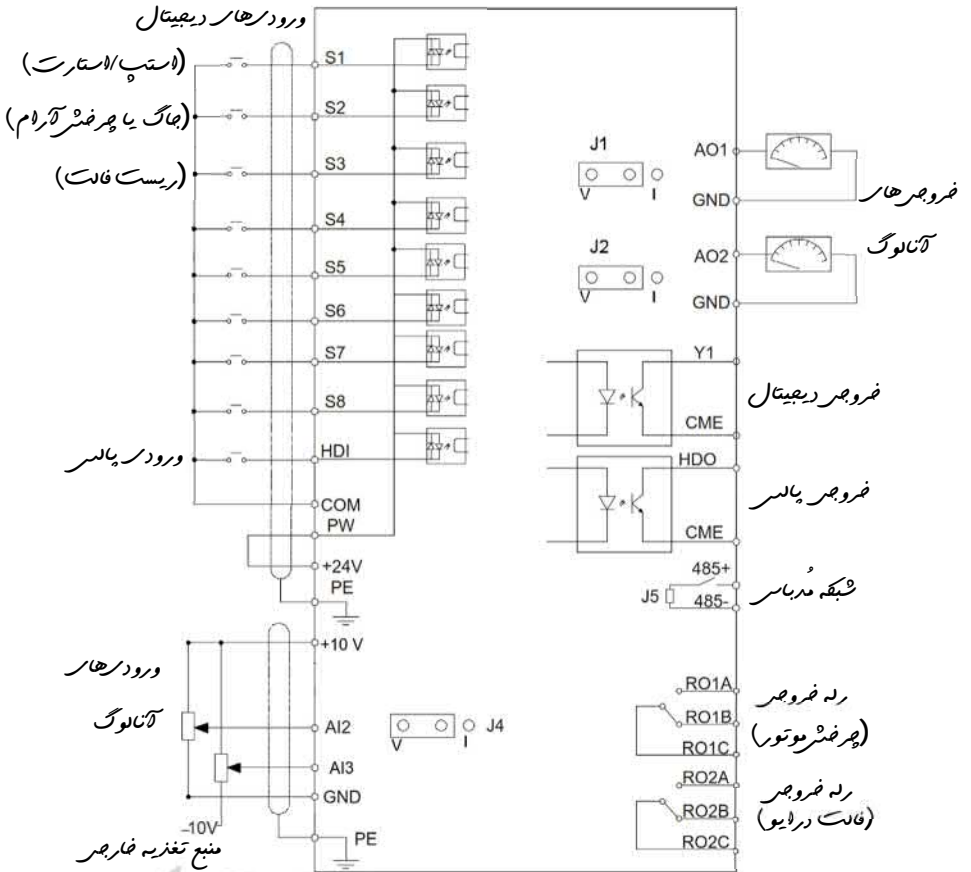 ورودی‌های دیجیتال
(استپ/استارت)
(جاگ یا چرخش آرام)
(ریست فالت)
ورودی پالسی
S1
S2
S3
S4
S5
S6
S7
S8
HDI
COM
PW
+24V
PE
+10 V
ورودی‌های
آنالوگ
AI2
AI3
GND
-10V
منبع تغذیه خارجی
PE
J1
V I
J2
V I
J4
V I
AO1
GND
خروجی‌های
آنالوگ
AO2
GND
Y1
خروجی دیجیتال
CME
HDO
خروجی پالسی
CME
485+
J5
485-
شبکه مُدباس
RO1A
RO1B
RO1C
رله خروجی
(چرخش موتور)
RO2A
RO2B
RO2C
رله خروجی
(فالت درایو)